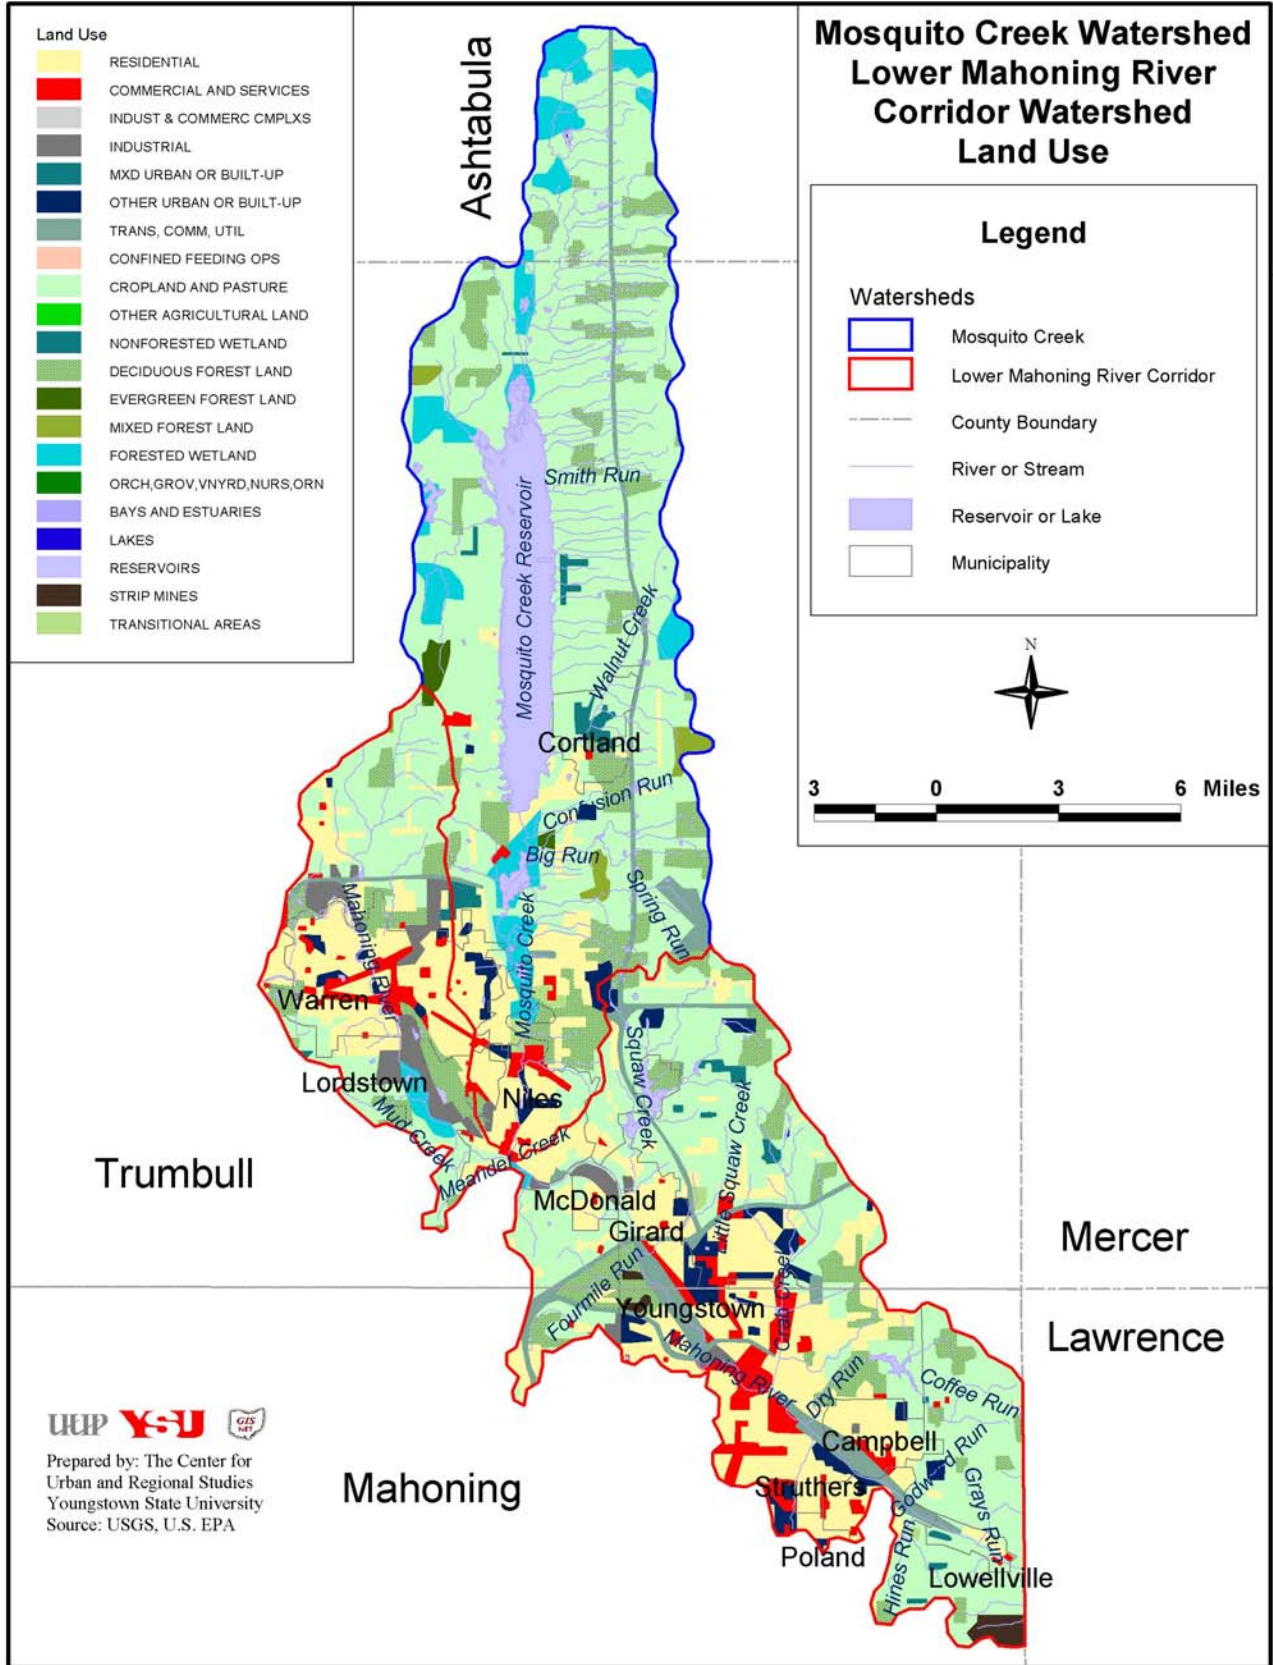 Land Use
RESIDENTIAL
COMMERCIAL AND SERVICES
INDUST & COMMERC CMPLXS
INDUSTRIAL
MXD URBAN OR BUILT-UP
OTHER URBAN OR BUILT-UP
TRANS, COMM, UTIL
CONFINED FEEDING OPS
CROPLAND AND PASTURE
OTHER AGRICULTURAL LAND
NONFORESTED WETLAND
DECIDUOUS FOREST LAND
EVERGREEN FOREST LAND
MIXED FOREST LAND
FORESTED WETLAND
ORCH,GROV,VNYRD,NURS,ORN
BAYS AND ESTUARIES
LAKES
RESERVOIRS
STRIP MINES
TRANSITIONAL AREAS
Mosquito Creek Watershed
Lower Mahoning River
Corridor Watershed
Land Use
Legend
Watersheds
Mosquito Creek
Lower Mahoning River Corridor
County Boundary
River or Stream
Reservoir or Lake
Municipality
N
3 0 3 6 Miles
Ashtabula
Smith Run
Mosquito Creek Reservoir
Walnut Creek
Cortland
Confusion Run
Big Run
Spring Run
Mahoning River
Mosquito Creek
Warren
Squaw Creek
Lordstown
Niles
Little Squaw Creek
Mud Creek
Meander Creek
Trumbull
McDonald
Girard
Mercer
Fourmile Run
Crab Creek
Youngstown
Lawrence
Mahoning River
Dry Run
Coffee Run
Campbell
Godward Run
Grays Run
Mahoning
Struthers
Hines Run
Poland
Lowellville
UUP YSU GIS NET
Prepared by: The Center for
Urban and Regional Studies
Youngstown State University
Source: USGS, U.S. EPA